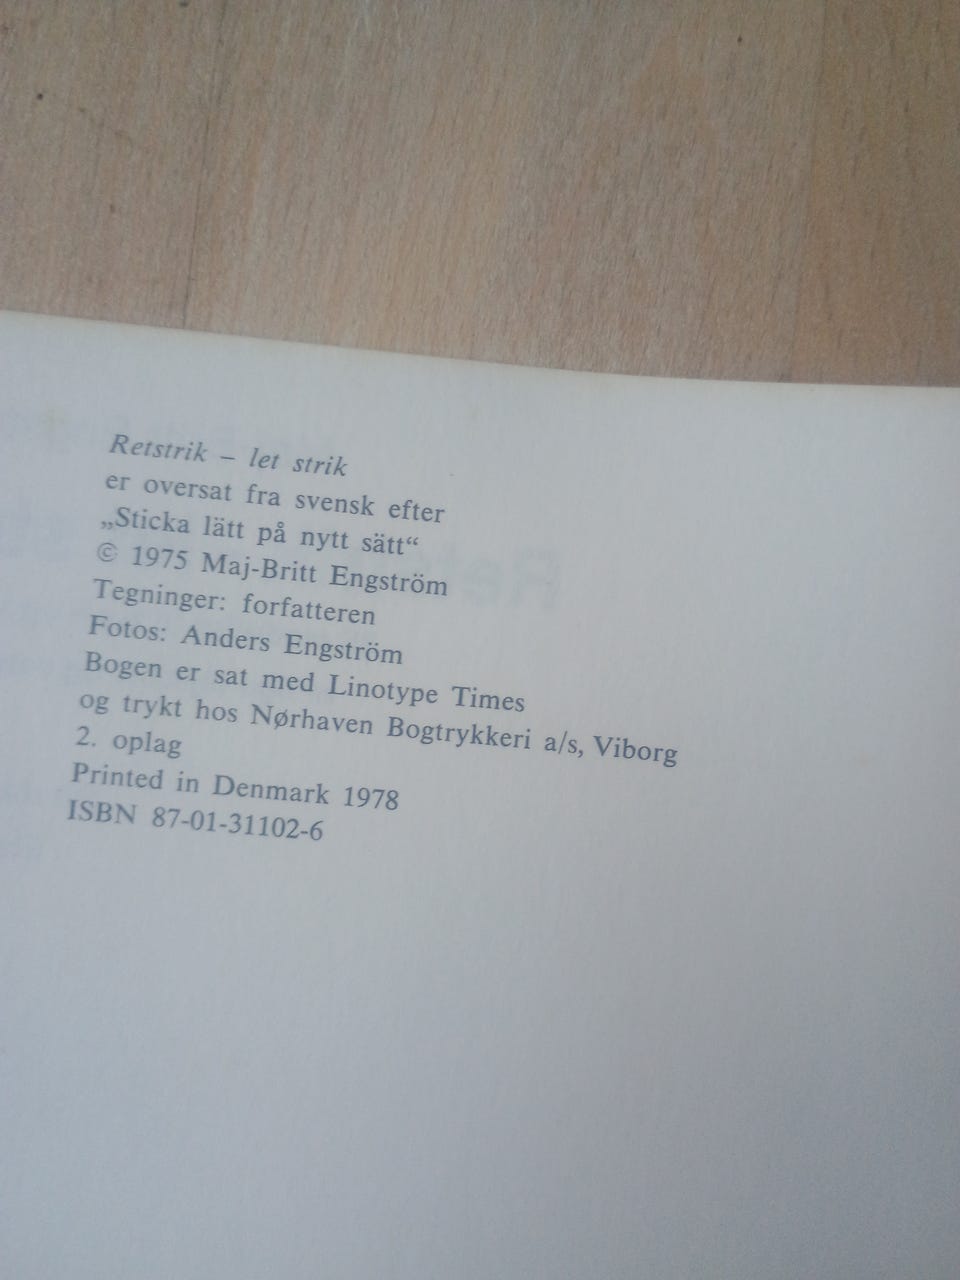 Retstrik – let strik
er oversat fra svensk efter
„Sticka lätt på nytt sätt“
© 1975 Maj-Britt Engström
Tegninger: forfatteren
Fotos: Anders Engström
Bogen er sat med Linotype Times
og trykt hos Nørhaven Bogtrykkeri a/s, Viborg
2. oplag
Printed in Denmark 1978
ISBN 87-01-31102-6